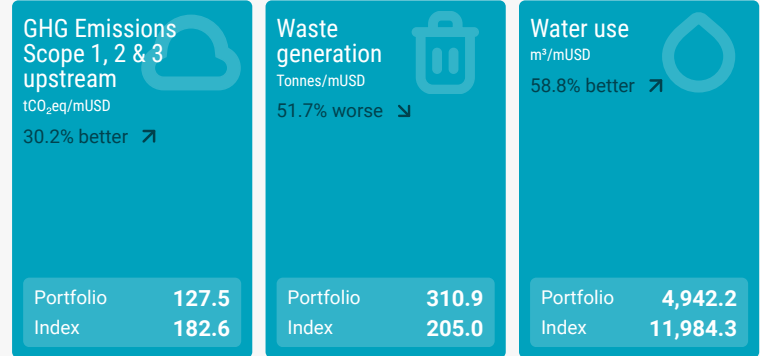 GHG Emissions
Scope 1, 2 & 3
upstream
tCO₂eq/mUSD
30.2% better
Portfolio 127.5
Index 182.6
Waste
generation
Tonnes/mUSD
51.7% worse
Portfolio 310.9
Index 205.0
Water use
m³/mUSD
58.8% better
Portfolio 4,942.2
Index 11,984.3